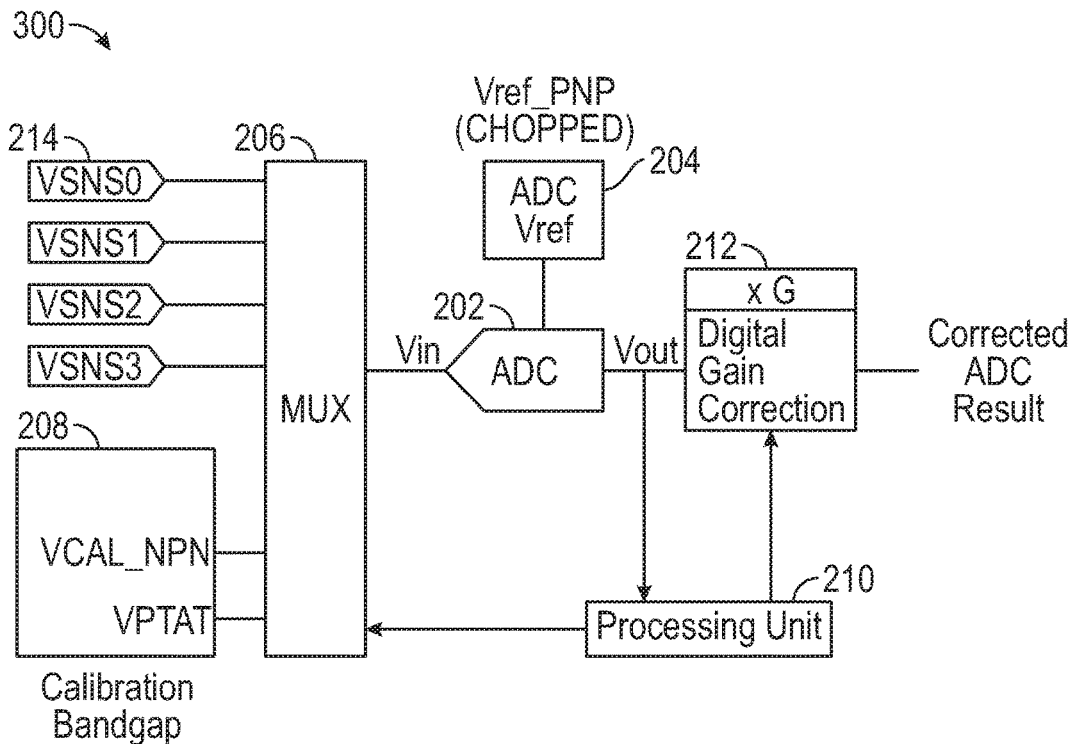 300
Vref_PNP
(CHOPPED)
214
206
204
VSNS0
ADC
Vref
VSNS1
212
VSNS2
202
x G
VSNS3
Vin
ADC
Vout
Digital
Gain
Correction
Corrected
ADC
Result
MUX
208
VCAL_NPN
VPTAT
210
Processing Unit
Calibration
Bandgap